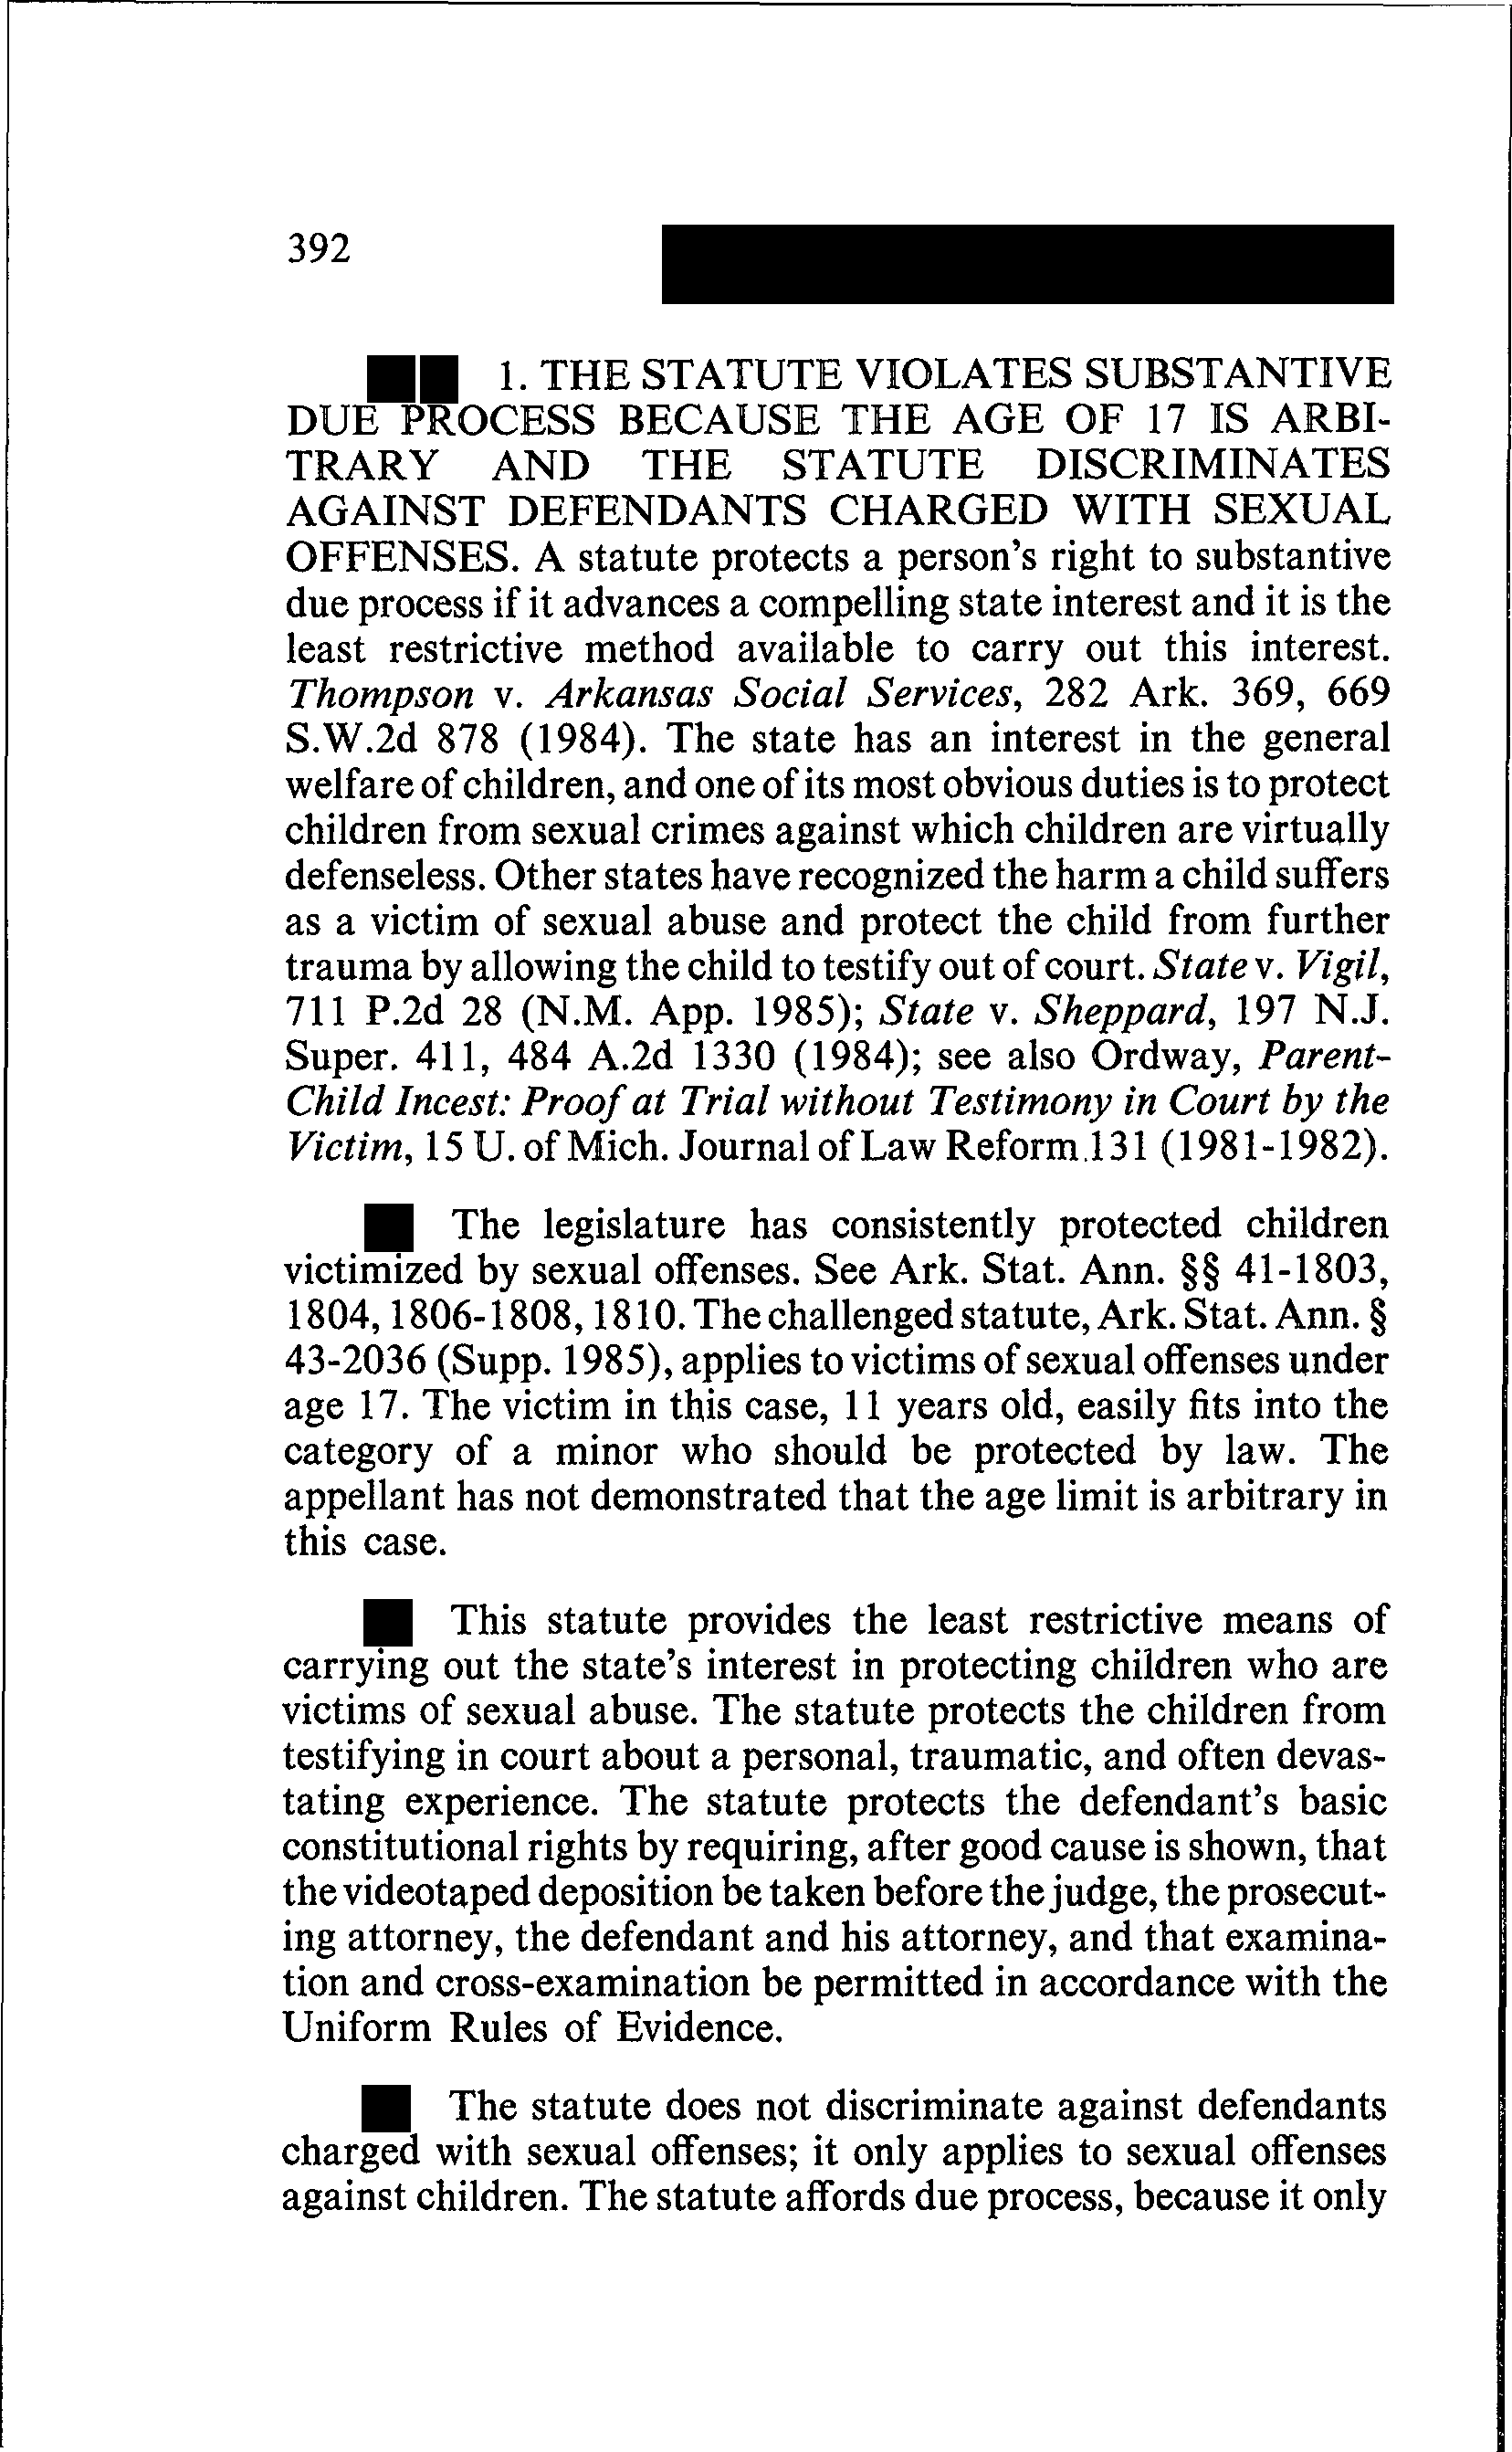 392
1. THE STATUTE VIOLATES SUBSTANTIVE
DUE PROCESS BECAUSE THE AGE OF 17 IS ARBI-
TRARY AND THE STATUTE DISCRIMINATES
AGAINST DEFENDANTS CHARGED WITH SEXUAL
OFFENSES. A statute protects a person's right to substantive
due process if it advances a compelling state interest and it is the
least restrictive method available to carry out this interest.
Thompson v. Arkansas Social Services, 282 Ark. 369, 669
S.W.2d 878 (1984). The state has an interest in the general
welfare of children, and one of its most obvious duties is to protect
children from sexual crimes against which children are virtually
defenseless. Other states have recognized the harm a child suffers
as a victim of sexual abuse and protect the child from further
trauma by allowing the child to testify out of court. State v. Vigil,
711 P.2d 28 (N.M. App. 1985); State v. Sheppard, 197 N.J.
Super. 411, 484 A.2d 1330 (1984); see also Ordway, Parent-
Child Incest: Proof at Trial without Testimony in Court by the
Victim, 15 U. of Mich. Journal of Law Reform 131 (1981-1982).
The legislature has consistently protected children
victimized by sexual offenses. See Ark. Stat. Ann. §§ 41-1803,
1804, 1806-1808, 1810. The challenged statute, Ark. Stat. Ann. §
43-2036 (Supp. 1985), applies to victims of sexual offenses under
age 17. The victim in this case, 11 years old, easily fits into the
category of a minor who should be protected by law. The
appellant has not demonstrated that the age limit is arbitrary in
this case.
This statute provides the least restrictive means of
carrying out the state's interest in protecting children who are
victims of sexual abuse. The statute protects the children from
testifying in court about a personal, traumatic, and often devas-
tating experience. The statute protects the defendant's basic
constitutional rights by requiring, after good cause is shown, that
the videotaped deposition be taken before the judge, the prosecut-
ing attorney, the defendant and his attorney, and that examina-
tion and cross-examination be permitted in accordance with the
Uniform Rules of Evidence.
The statute does not discriminate against defendants
charged with sexual offenses; it only applies to sexual offenses
against children. The statute affords due process, because it only